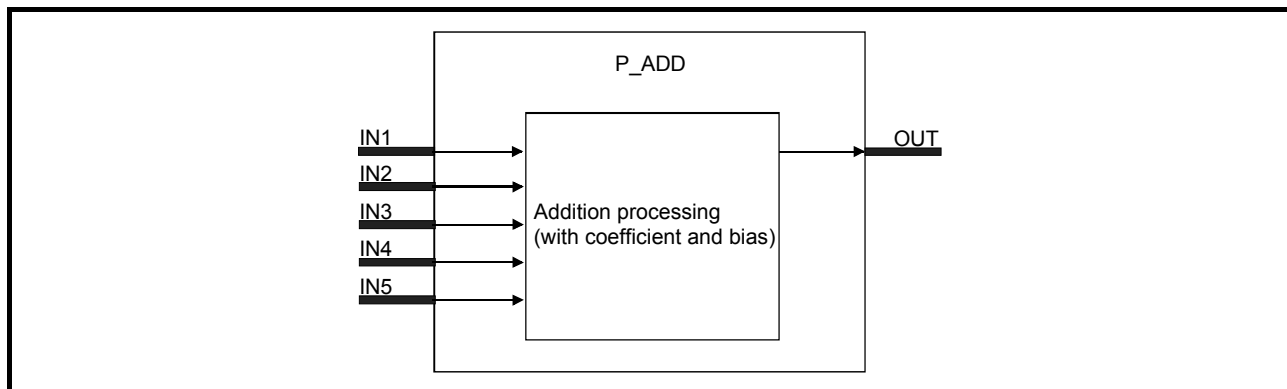 P_ADD
IN1
OUT
IN2
IN3
Addition processing
(with coefficient and bias)
IN4
IN5